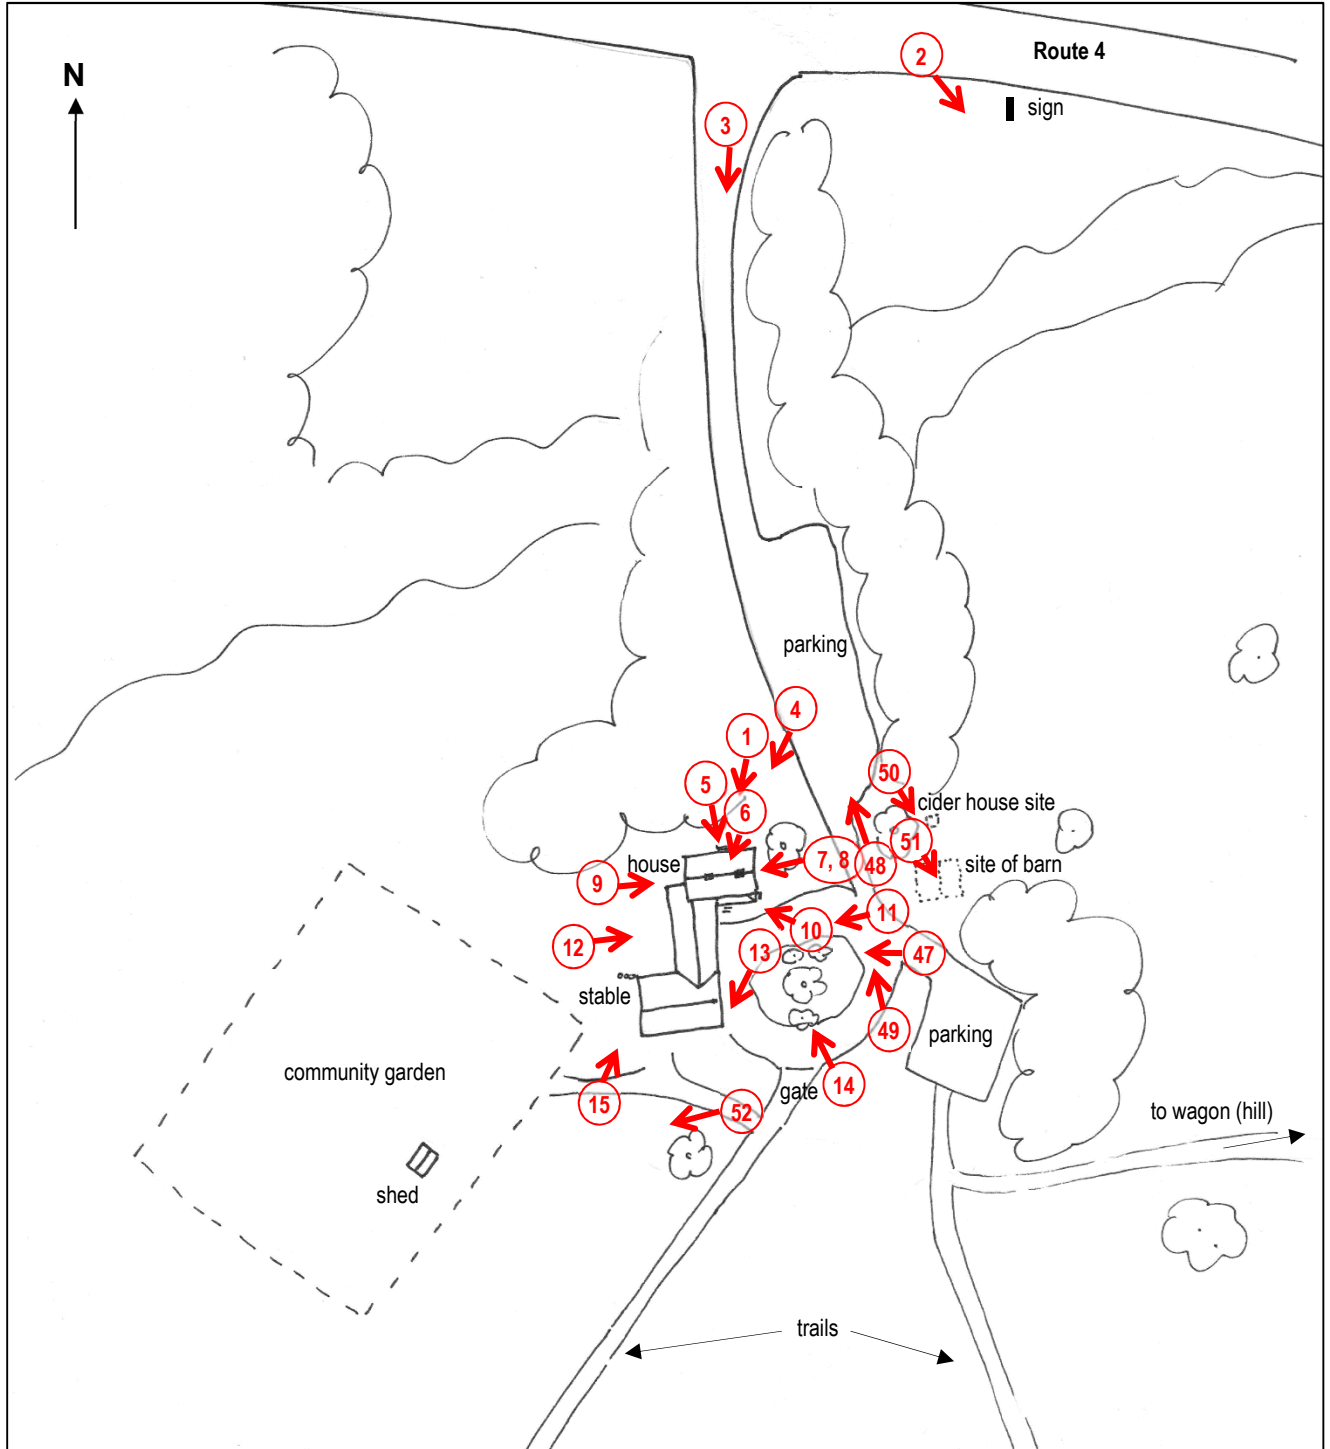 Route 4
2
N
sign
3
parking
4
1
50
5
cider house site
6
51
house
7, 8
48
site of barn
9
11
10
12
13
47
stable
49
parking
community garden
gate
14
15
52
to wagon (hill)
shed
trails